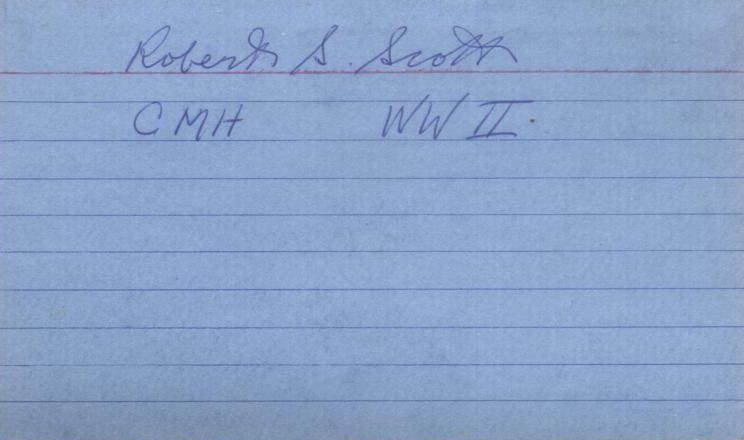 Robert S. Scott
CMH WW II.